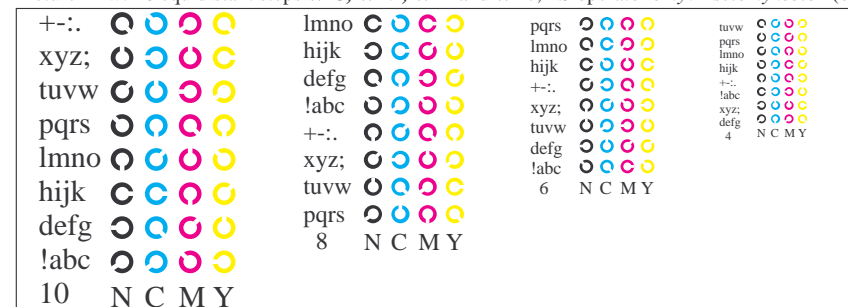 +-:.
xyz;
tuvw
pqrs
lmno
hijk
defg
!abc
10 N C M Y
lmno
hijk
defg
!abc
+-:.
xyz;
tuvw
pqrs
8 N C M Y
pqrs
lmno
hijk
+-:.
xyz;
tuvw
defg
!abc
6 N C M Y
tuvw
pqrs
lmno
hijk
+-:.
!abc
xyz;
defg
4 N C M Y